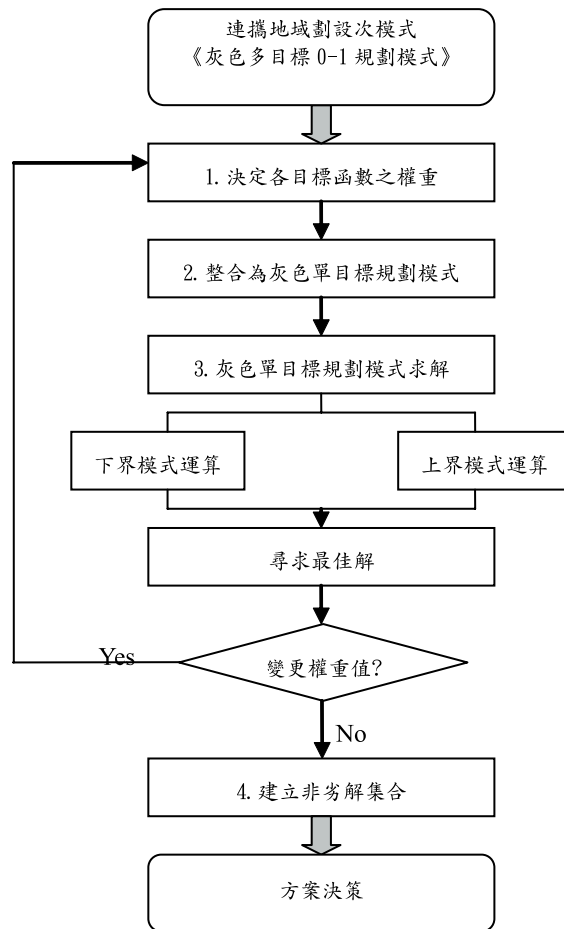 連攜地域劃設次模式
《灰色多目標 0-1 規劃模式》
1.決定各目標函數之權重
2.整合為灰色單目標規劃模式
3.灰色單目標規劃模式求解
下界模式運算
上界模式運算
尋求最佳解
變更權重值?
Yes
No
4.建立非劣解集合
方案決策